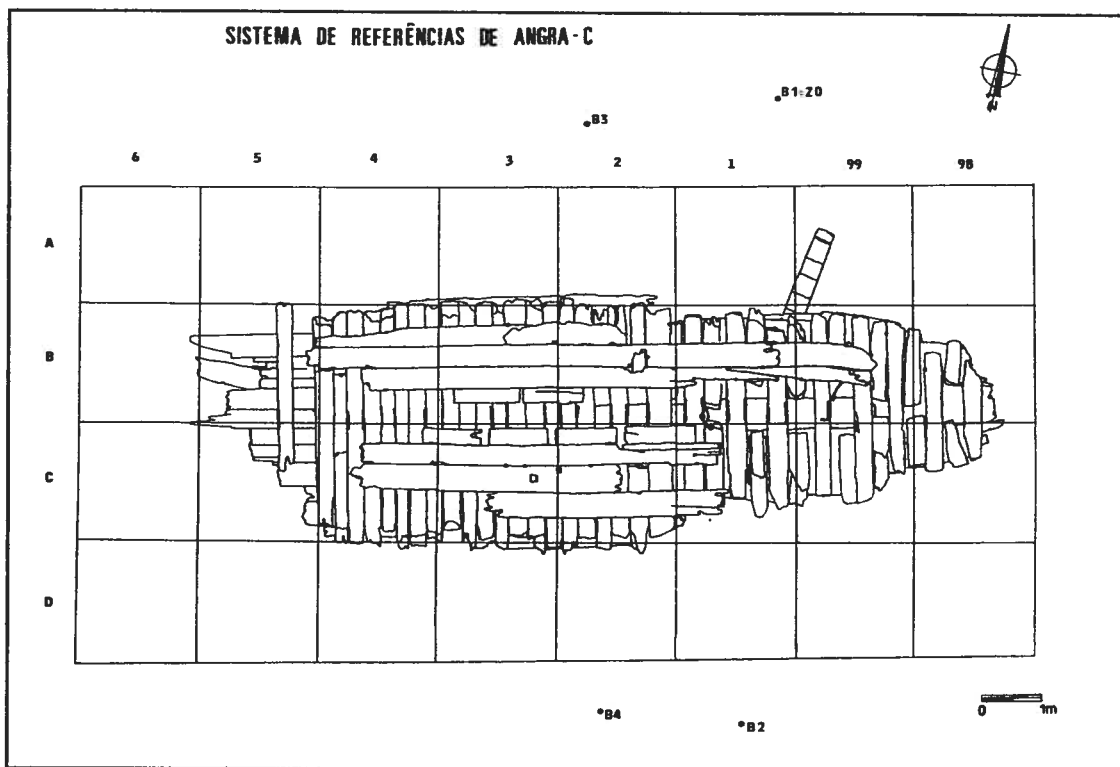 SISTEMA DE REFERÊNCIAS DE ANGRA-C
N
B1=20
B3
6 5 4 3 2 1 99 98
A
B
C
D
0 1m
B4
B2